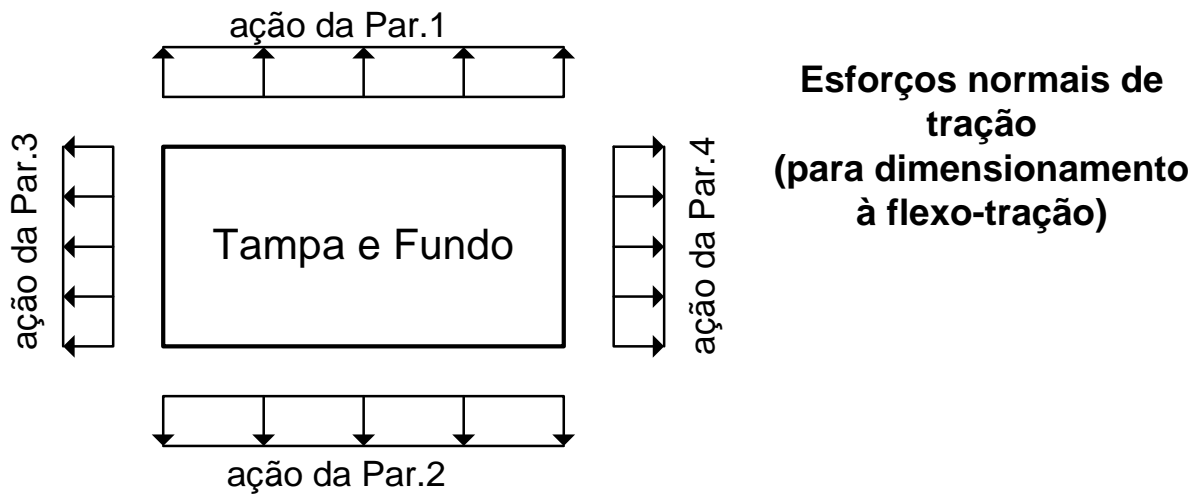 ação da Par.1
Esforços normais de
tração
(para dimensionamento
à flexo-tração)
ação da Par.3
Tampa e Fundo
ação da Par.4
ação da Par.2